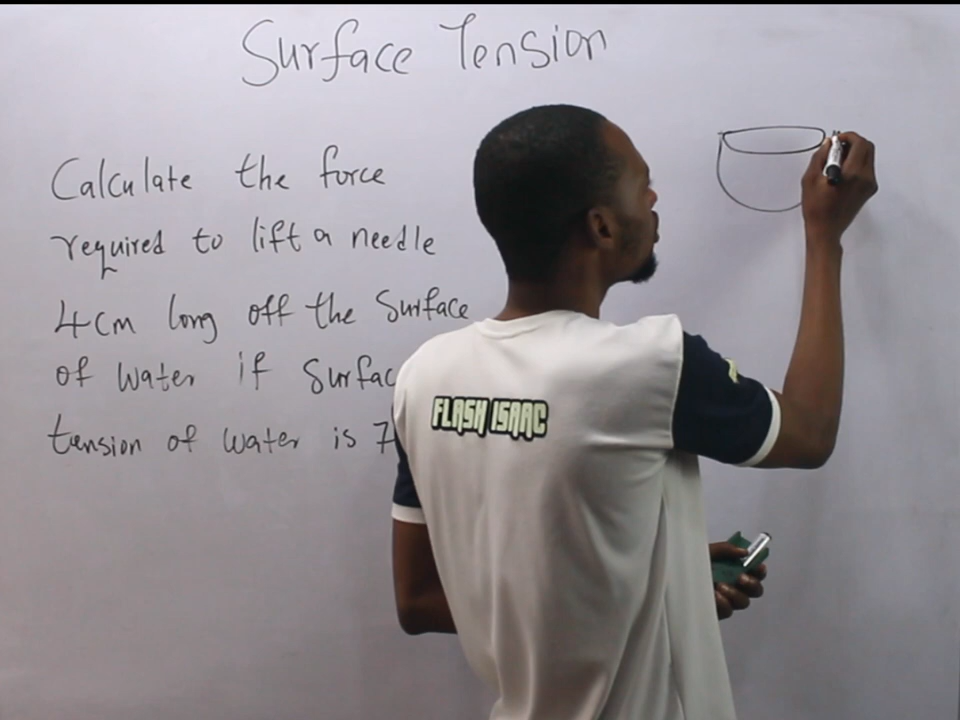 Surface Tension
Calculate the force
required to lift a needle
4cm long off the surface
of water if surfac
tension of water is 7
FLASH ISAAC